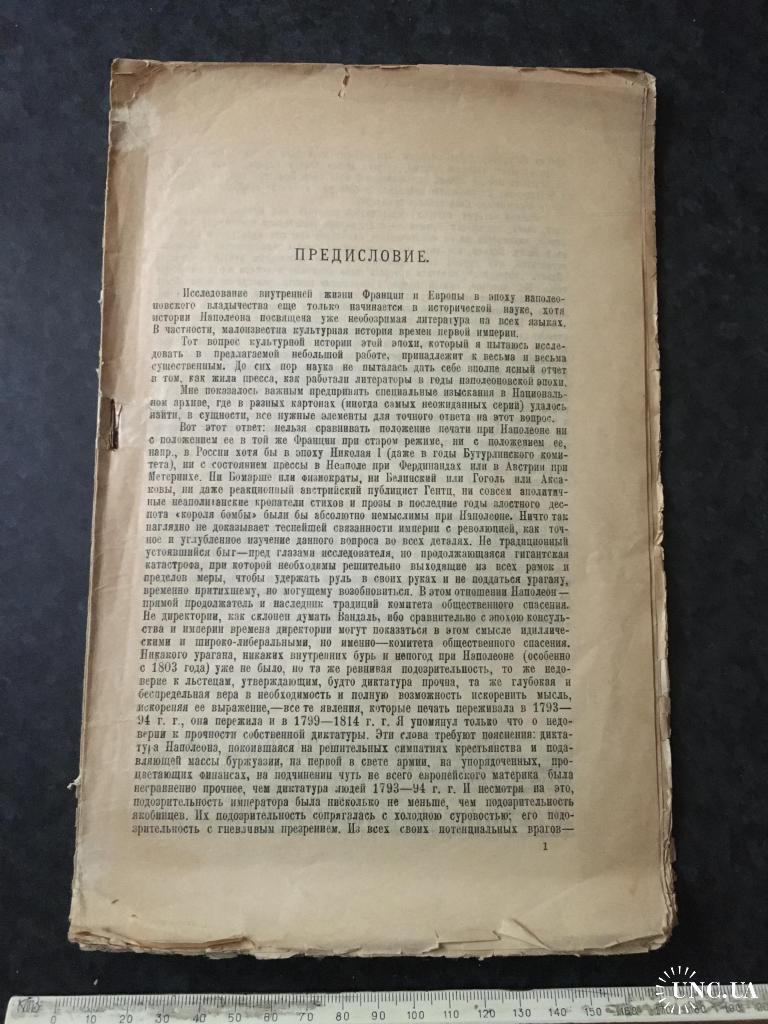 ПРЕДИСЛОВИЕ.
Исследование внутренней жизни Франции и Европы в эпоху наполео-
новского владычества еще только начинается в исторической науке, хотя
истории Наполеона посвящена уже необозримая литература на всех языках.
В частности, малоизвестна культурная история времен первой империи.
Тот вопрос культурной истории этой эпохи, который я пытаюсь иссле-
довать в предлагаемой небольшой работе, принадлежит к весьма и весьма
существенным. До сих пор наука не пыталась дать себе вполне ясный отчет
в том, как жила пресса, как работали литераторы в годы наполеоновской эпохи.
Мне показалось важным предпринять специальные изыскания в Националь-
ном архиве, где в разных картонах (иногда самых неожиданных серий) удалось
найти, в сущности, все нужные элементы для точного ответа на этот вопрос.
Вот этот ответ: нельзя сравнивать положение печати при Наполеоне ни
с положением ее в той же Франции при старом режиме, ни с положением ее,
напр., в России хотя бы в эпоху Николая I (даже в годы Бутурлинского коми-
тета), ни с состоянием прессы в Неаполе при Фердинандах или в Австрии при
Метернихе. Ни Бомарше или физиократы, ни Белинский или Гоголь или Акса-
ковы, ни даже реакционный австрийский публицист Гентц, ни совсем аполитич-
ные неаполитанские кропатели стихов и прозы в последние годы злостного дес-
пота «короля бомбы» были бы абсолютно немыслимы при Наполеоне. Ничто так
наглядно не доказывает теснейшей связанности империи с революцией, как точ-
ное и углубленное изучение данного вопроса во всех деталях. Не традиционный
устоявшийся быт—пред глазами исследователя, но продолжающаяся гигантская
катастрофа, при которой необходимы решительно выходящие из всех рамок и
пределов меры, чтобы удержать руль в своих руках и не поддаться урагану,
временно притихшему, но могущему возобновиться. В этом отношении Наполеон—
прямой продолжатель и наследник традиций комитета общественного спасения.
Не директории, как склонен думать Вандаль, ибо сравнительно с эпохою консуль-
ства и империи времена директории могут показаться в этом смысле идилличе-
скими и широко-либеральными, но именно—комитета общественного спасения.
Никакого урагана, никаких внутренних бурь и непогод при Наполеоне (особенно
с 1803 года) уже не было, но та же ревнивая подозрительность, то же недо-
верие к льстецам, утверждающим, будто диктатура прочна, та же глубокая и
беспредельная вера в необходимость и полную возможность искоренить мысль,
искореняя ее выражение,—все те явления, которые печать переживала в 1793—
94 г. г., она пережила и в 1799—1814 г. г. Я упомянул только что о недо-
верии к прочности собственной диктатуры. Эти слова требуют пояснения: дикта-
тура Наполеона, покоившаяся на решительных симпатиях крестьянства и подав-
ляющей массы буржуазии, на первой в свете армии, на упорядоченных, про-
цветающих финансах, на подчинении чуть не всего европейского материка была
несравненно прочнее, чем диктатура людей 1793—94 г. г. И несмотря на это,
подозрительность императора была нисколько не меньше, чем подозрительность
якобинцев. Их подозрительность сопрягалась с холодною суровостью; его подо-
зрительность с гневливым презрением. Из всех своих потенциальных врагов—
1
0 10 20 30 40 50 60 70 80 90 100 110 120 130 140 150 160 170 180 190
UNC.UA